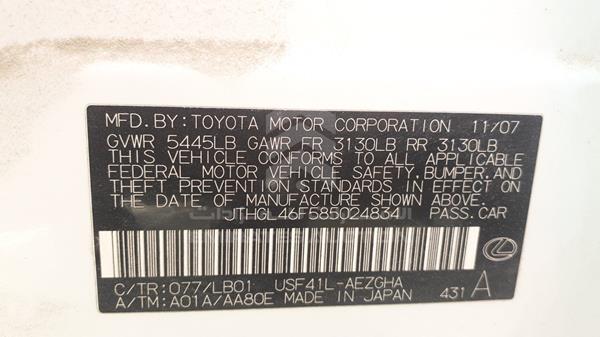 MFD.BY:TOYOTA MOTOR CORPORATION 11/07
GVWR 5445LB GAWR FR 3130LB RR 3130LB
THIS VEHICLE CONFORMS TO ALL APPLICABLE
FEDERAL MOTOR VEHICLE SAFETY,BUMPER,AND
THEFT PREVENTION STANDARDS IN EFFECT ON
THE DATE OF MANUFACTURE SHOWN ABOVE.
JTHGL46F585024834 PASS.CAR
C/TR:077/LB01 USF41L-AEZGHA
A/TM:A01A/AA80E MADE IN JAPAN 431 A